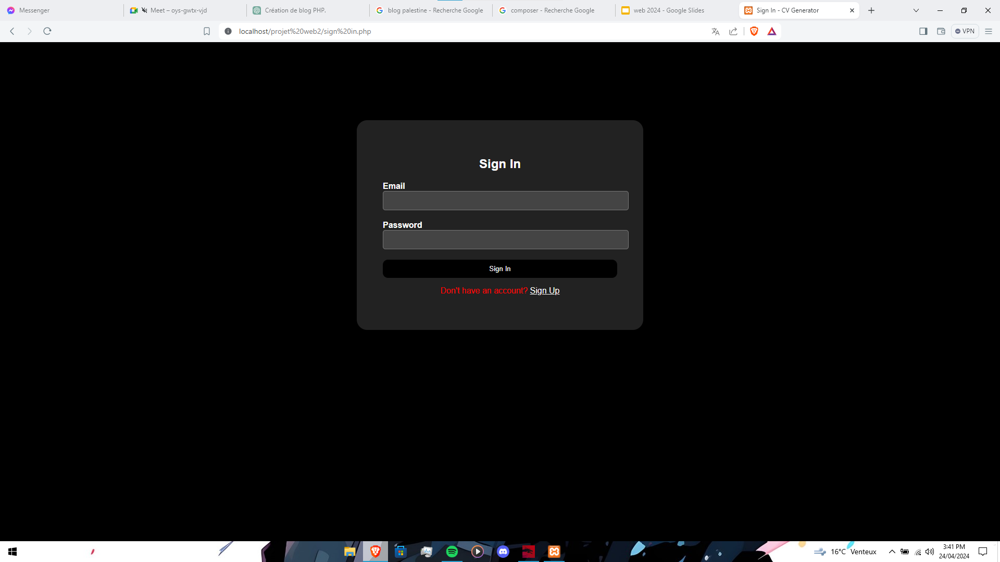 Messenger
Meet – oys-gwtx-vjd
Création de blog PHP.
blog palestine - Recherche Google
composer - Recherche Google
web 2024 - Google Slides
Sign In - CV Generator
localhost/projet%20web2/sign%20in.php
VPN
Sign In
Email
Password
Sign In
Don't have an account? Sign Up
16°C Venteux
3:41 PM
24/04/2024